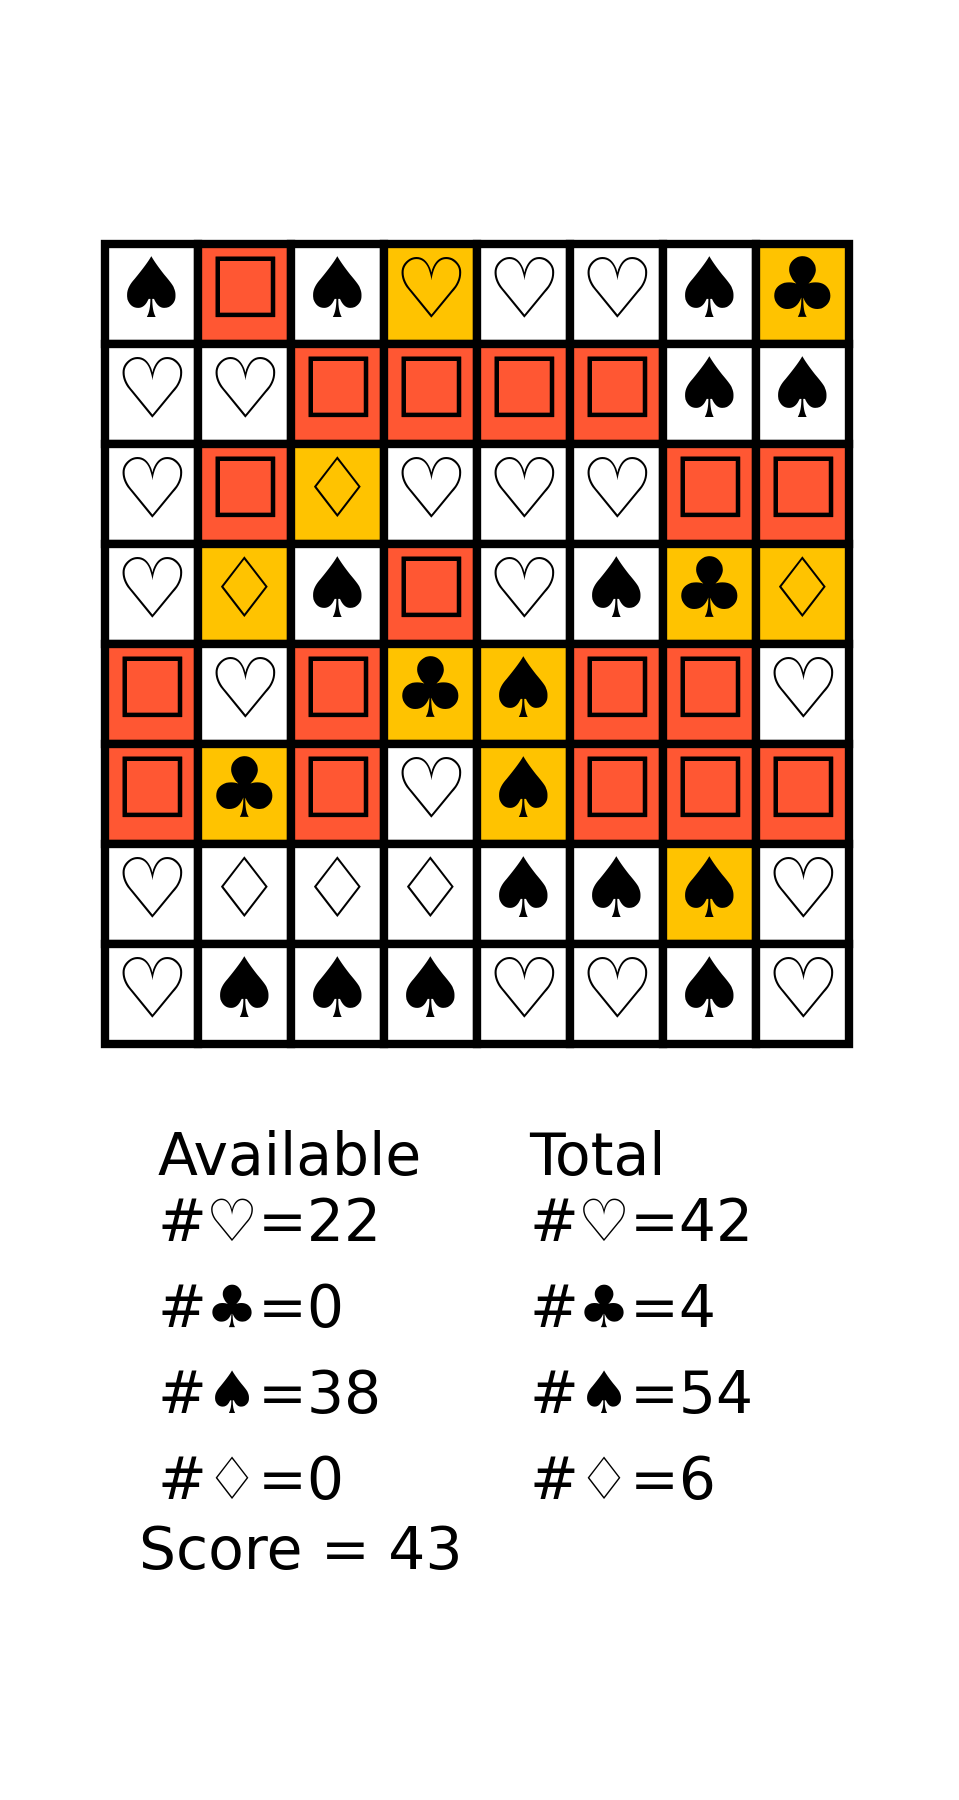 ♠ □ ♠ ♡ ♡ ♡ ♠ ♣
♡ ♡ □ □ □ □ ♠ ♠
♡ □ ♢ ♡ ♡ ♡ □ □
♡ ♢ ♠ □ ♡ ♠ ♣ ♢
□ ♡ □ ♣ ♠ □ □ ♡
□ ♣ □ ♡ ♠ □ □ □
♡ ♢ ♢ ♢ ♠ ♠ ♠ ♡
♡ ♠ ♠ ♠ ♡ ♡ ♠ ♡
Available Total
#♡=22 #♡=42
#♣=0 #♣=4
#♠=38 #♠=54
#♢=0 #♢=6
Score = 43